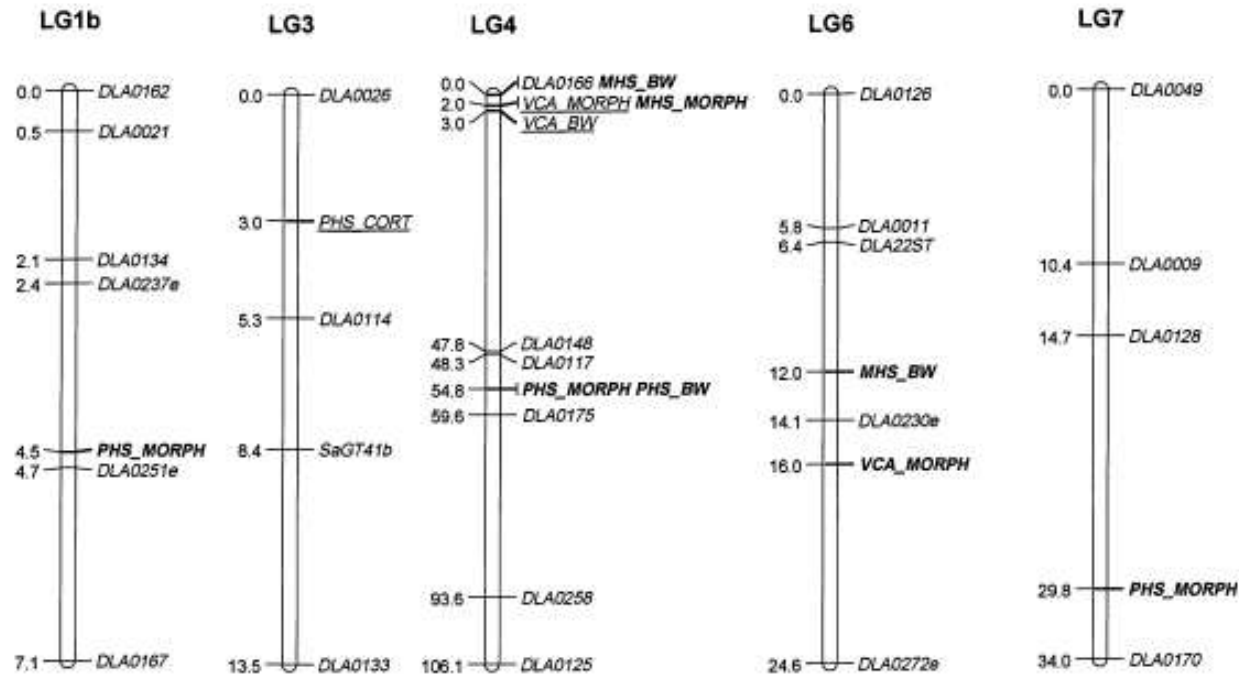 LG1b
0.0 DLA0162
0.5 DLA0021
2.1 DLA0134
2.4 DLA0237e
4.5 PHS_MORPH
4.7 DLA0251e
7.1 DLA0167
LG3
0.0 DLA0026
3.0 PHS_CORT
5.3 DLA0114
8.4 SaGT41b
13.5 DLA0133
LG4
0.0 DLA0166 MHS_BW
2.0 VCA_MORPH MHS_MORPH
3.0 VCA_BW
47.8 DLA0148
48.3 DLA0117
54.8 PHS_MORPH PHS_BW
59.6 DLA0175
93.6 DLA0258
106.1 DLA0125
LG6
0.0 DLA0126
5.8 DLA0011
6.4 DLA22ST
12.0 MHS_BW
14.1 DLA0230e
16.0 VCA_MORPH
24.6 DLA0272e
LG7
0.0 DLA0049
10.4 DLA0009
14.7 DLA0128
29.8 PHS_MORPH
34.0 DLA0170